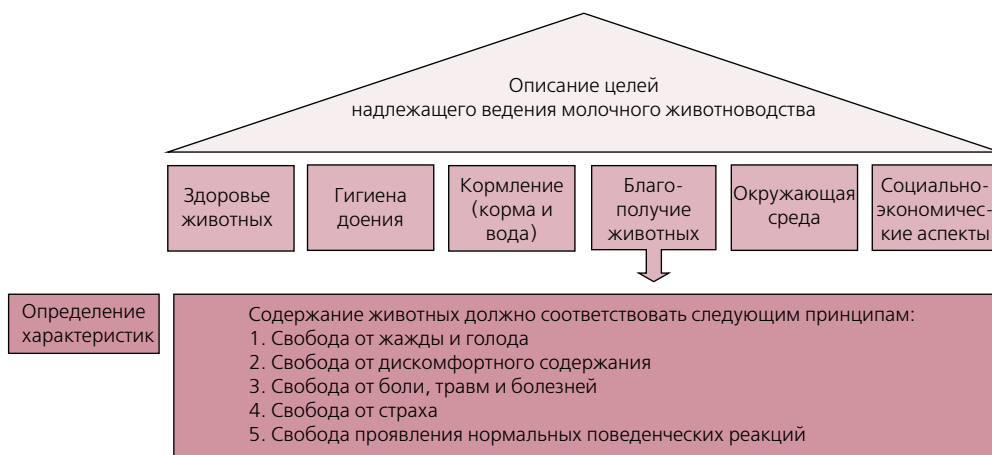 Описание целей
надлежащего ведения молочного животноводства
Здоровье
животных
Гигиена
доения
Кормление
(корма и
вода)
Благо-
получие
животных
Окружающая
среда
Социально-
экономичес-
кие аспекты
Определение
характеристик
Содержание животных должно соответствовать следующим принципам:
1. Свобода от жажды и голода
2. Свобода от дискомфортного содержания
3. Свобода от боли, травм и болезней
4. Свобода от страха
5. Свобода проявления нормальных поведенческих реакций